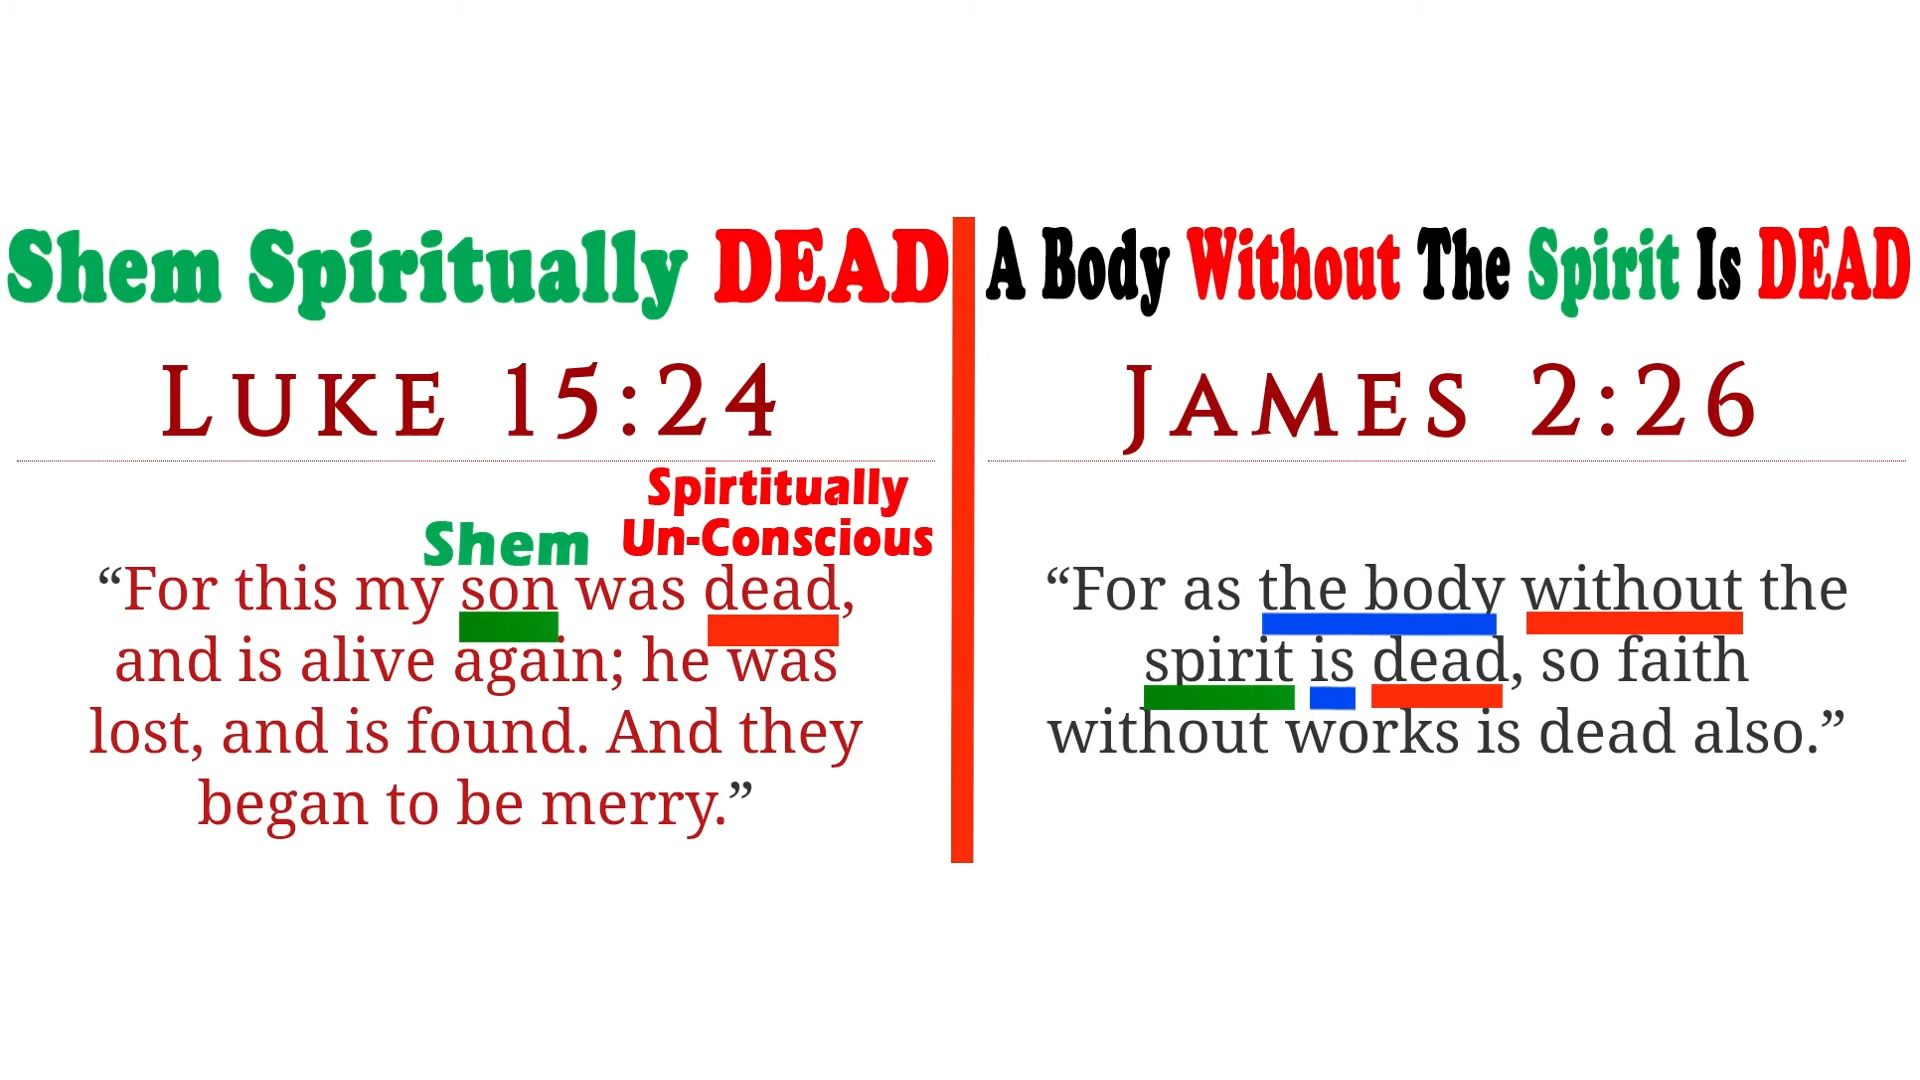 Shem Spiritually DEAD
LUKE 15:24
Spirtitually
Un-Conscious
Shem
“For this my son was dead,
and is alive again; he was
lost, and is found. And they
began to be merry.”
A Body Without The Spirit Is DEAD
JAMES 2:26
“For as the body without the
spirit is dead, so faith
without works is dead also.”